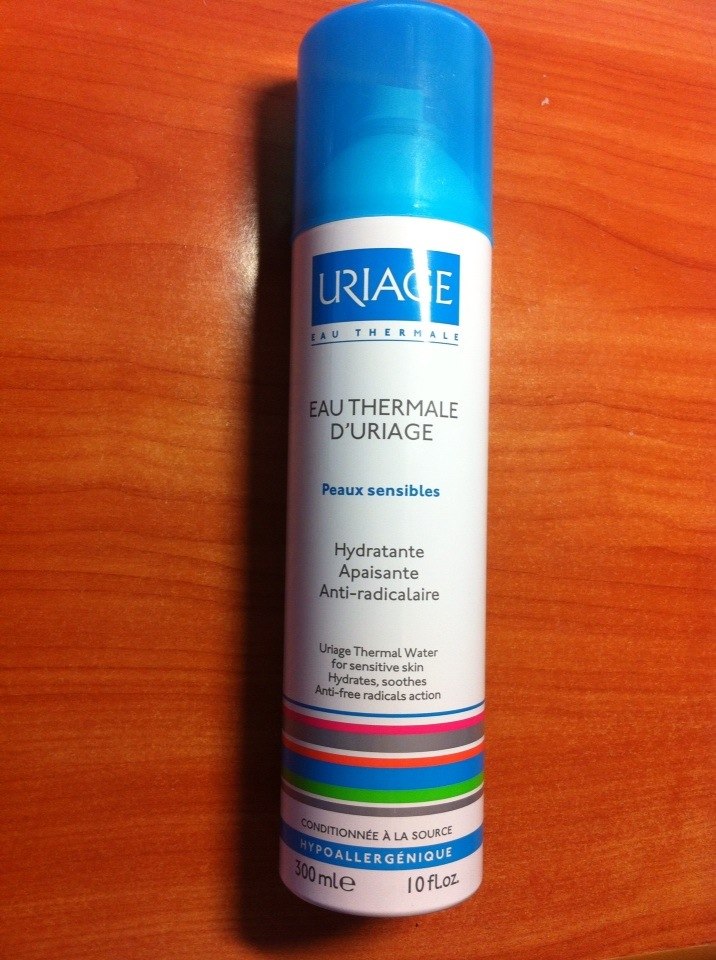 URIAGE
EAU THERMALE
EAU THERMALE
D'URIAGE
Peaux sensibles
Hydratante
Apaisante
Anti-radicalaire
Uriage Thermal Water
for sensitive skin
Hydrates, soothes
Anti-free radicals action
CONDITIONNÉE À LA SOURCE
HYPOALLERGÉNIQUE
300 ml℮ 10 fl.oz.